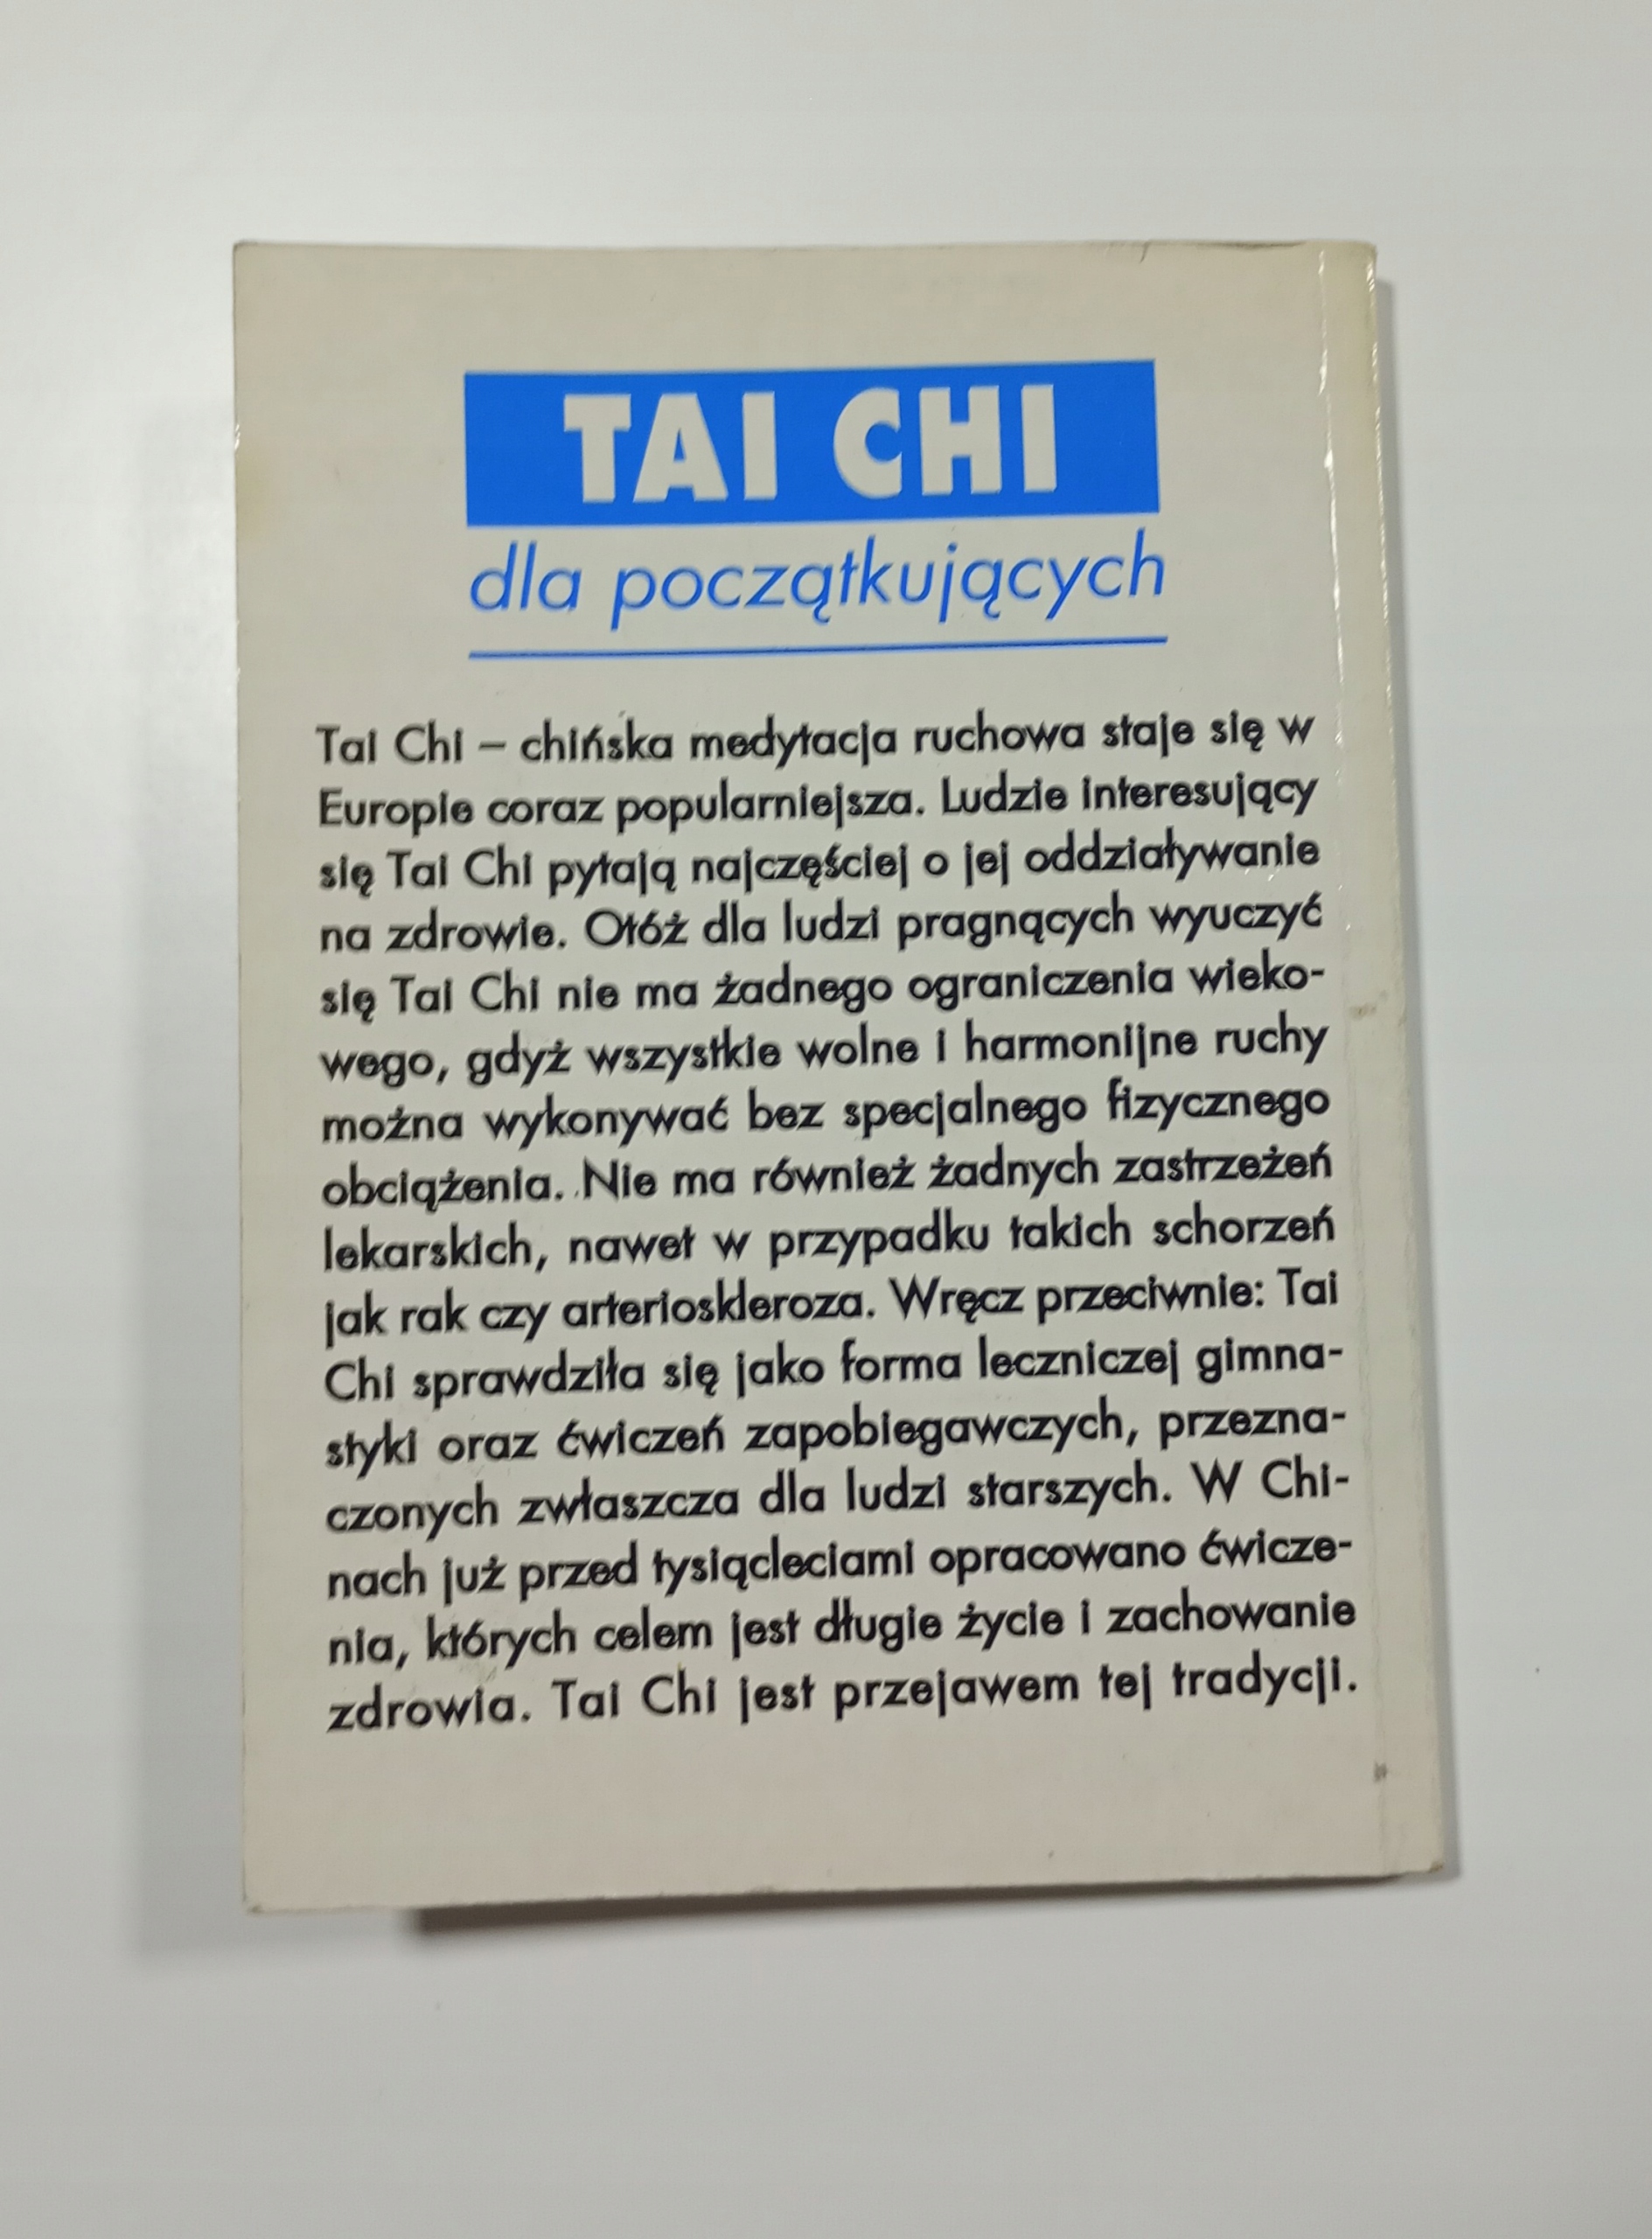 TAI CHI
dla początkujących
Tai Chi – chińska medytacja ruchowa staje się w
Europie coraz popularniejsza. Ludzie interesujący
się Tai Chi pytają najczęściej o jej oddziaływanie
na zdrowie. Otóż dla ludzi pragnących wyuczyć
się Tai Chi nie ma żadnego ograniczenia wieko-
wego, gdyż wszystkie wolne i harmonijne ruchy
można wykonywać bez specjalnego fizycznego
obciążenia. Nie ma również żadnych zastrzeżeń
lekarskich, nawet w przypadku takich schorzeń
jak rak czy arterioskleroza. Wręcz przeciwnie: Tai
Chi sprawdziła się jako forma leczniczej gimna-
styki oraz ćwiczeń zapobiegawczych, przezna-
czonych zwłaszcza dla ludzi starszych. W Chi-
nach już przed tysiącleciami opracowano ćwicze-
nia, których celem jest długie życie i zachowanie
zdrowia. Tai Chi jest przejawem tej tradycji.